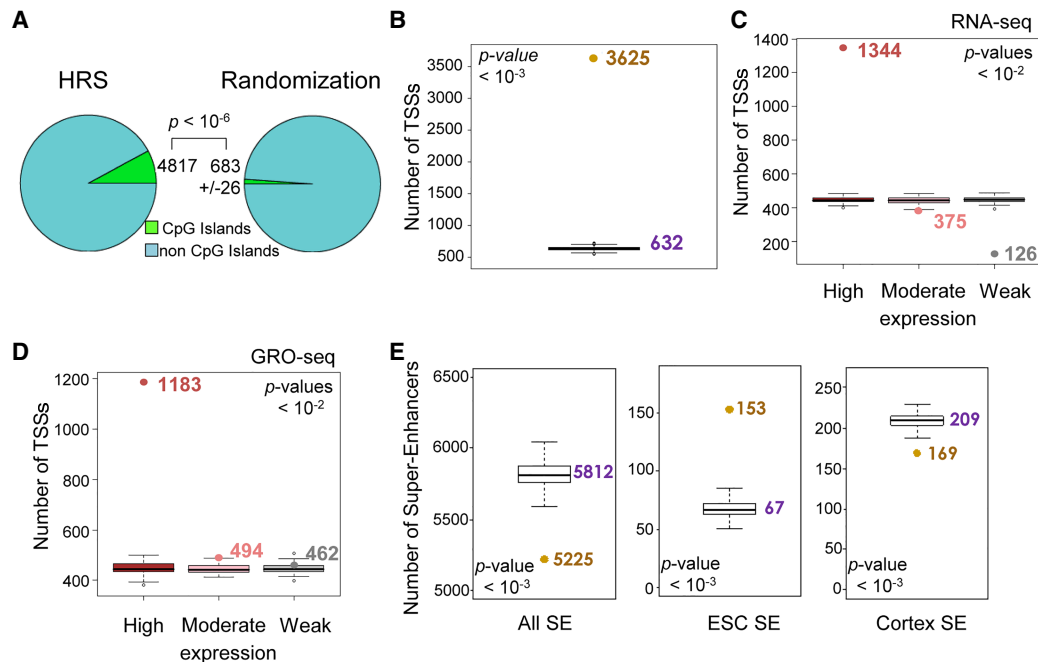 A
HRS
Randomization
p < 10-6
4817 683
+/-26
CpG Islands
non CpG Islands
B
Number of TSSs
3500
3000
2500
2000
1500
1000
500
p-value
< 10-3
3625
632
C
RNA-seq
Number of TSSs
1400
1200
1000
800
600
400
200
p-values
< 10-2
1344
375
126
High Moderate Weak
expression
D
GRO-seq
Number of TSSs
1200
1000
800
600
400
p-values
< 10-2
1183
494
462
High Moderate Weak
expression
E
Number of Super-Enhancers
6500
6000
5500
5000
5812
5225
p-value
< 10-3
All SE
150
100
50
0
153
67
p-value
< 10-3
ESC SE
250
200
150
100
50
0
209
169
p-value
< 10-3
Cortex SE